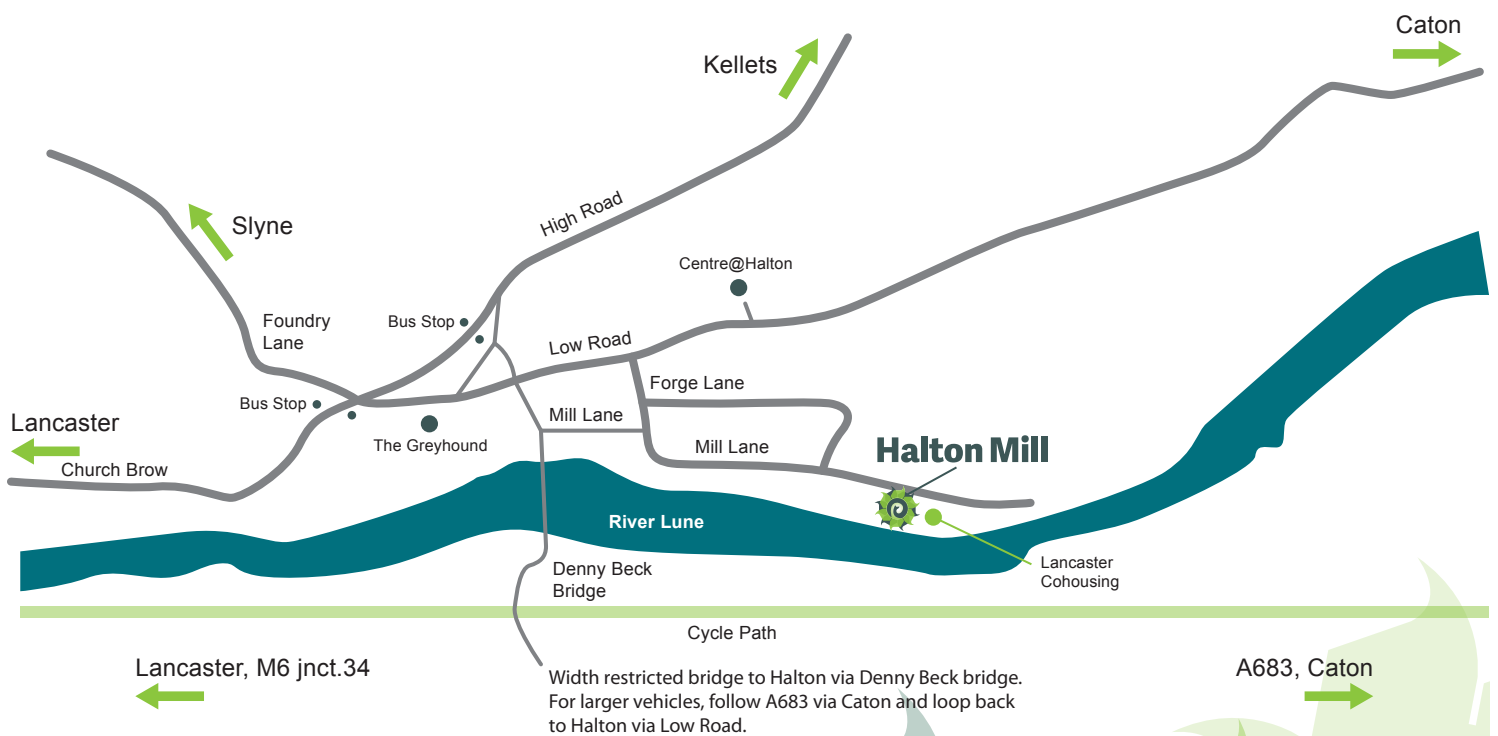 Caton
Kellets
Slyne
High Road
Centre@Halton
Foundry
Lane
Bus Stop
Low Road
Forge Lane
Bus Stop
Mill Lane
Lancaster
The Greyhound
Mill Lane
Halton Mill
Church Brow
River Lune
Denny Beck
Bridge
Lancaster
Cohousing
Cycle Path
Lancaster, M6 jnct.34
A683, Caton
Width restricted bridge to Halton via Denny Beck bridge.
For larger vehicles, follow A683 via Caton and loop back
to Halton via Low Road.